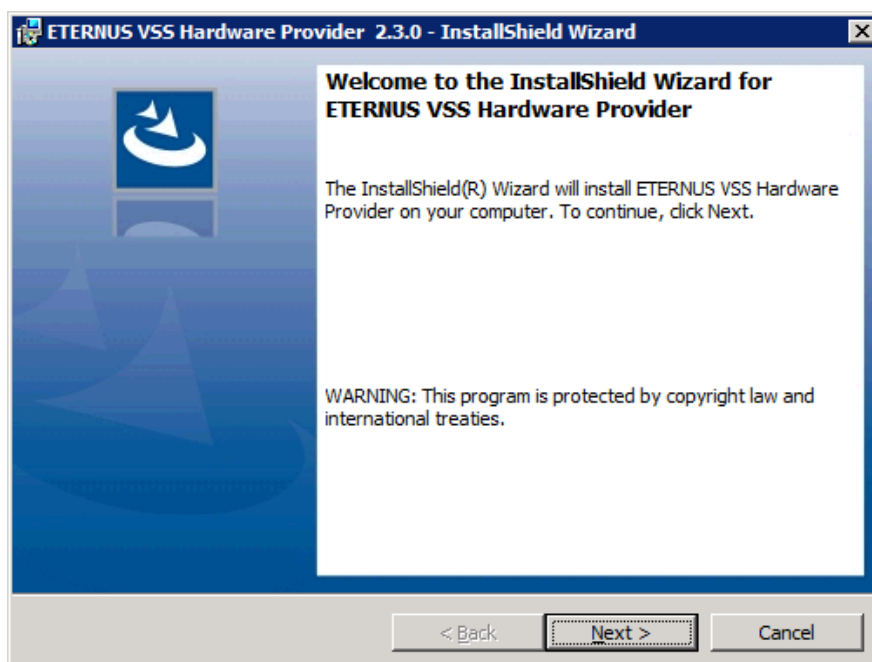 ETERNUS VSS Hardware Provider 2.3.0 - InstallShield Wizard
Welcome to the InstallShield Wizard for
ETERNUS VSS Hardware Provider
The InstallShield(R) Wizard will install ETERNUS VSS Hardware
Provider on your computer. To continue, click Next.
WARNING: This program is protected by copyright law and
international treaties.
< Back
Next >
Cancel